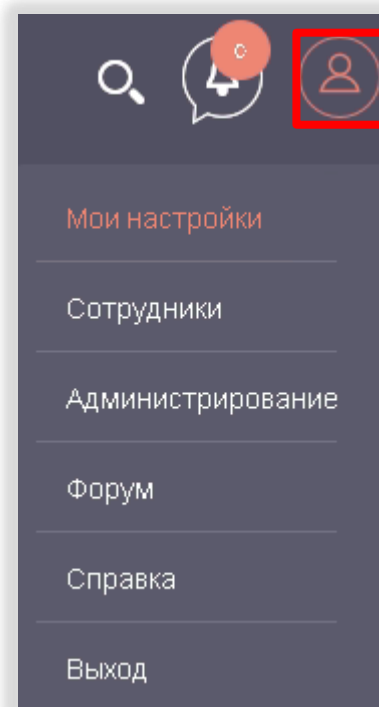 Мои настройки
Сотрудники
Администрирование
Форум
Справка
Выход